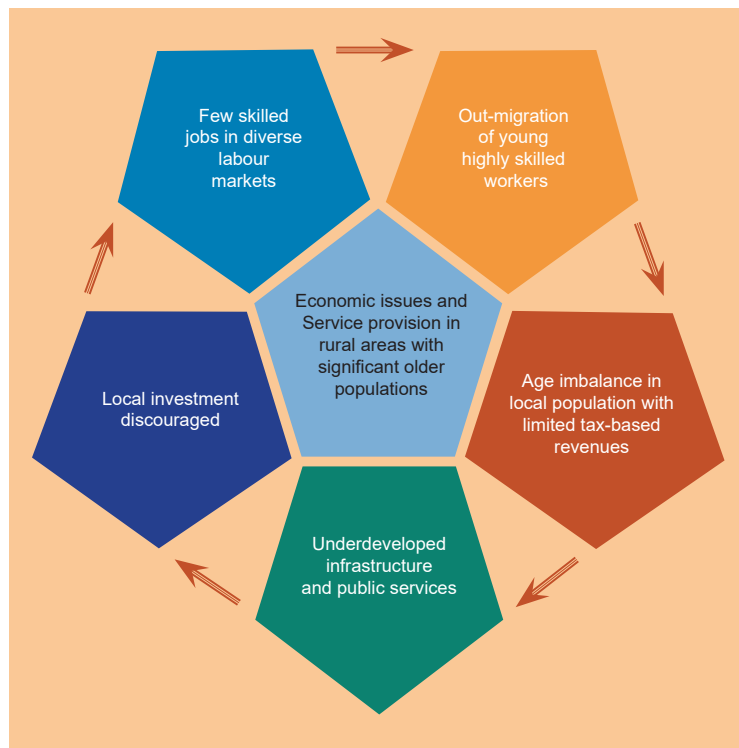 Few skilled
jobs in diverse
labour
markets
Out-migration
of young
highly skilled
workers
Economic issues and
Service provision in
rural areas with
significant older
populations
Age imbalance in
local population with
limited tax-based
revenues
Underdeveloped
infrastructure
and public services
Local investment
discouraged